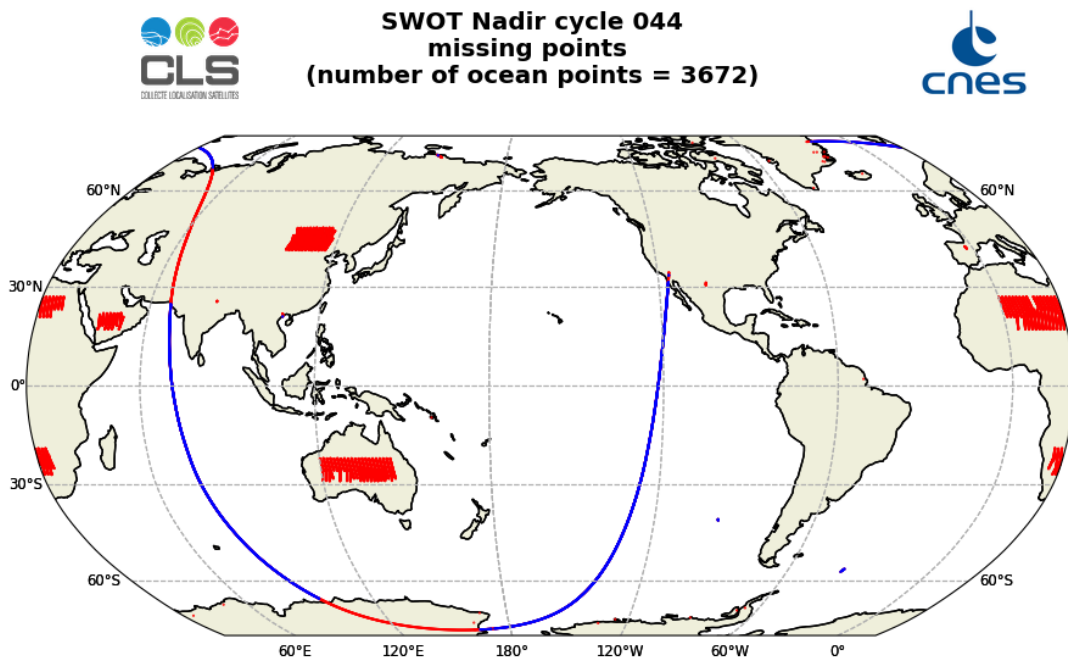 SWOT Nadir cycle 044
missing points
(number of ocean points = 3672)
CLS
COLLECTE LOCALISATION SATELLITES
cnes
60°N
60°N
30°N
30°N
0°
0°
30°S
30°S
60°S
60°S
60°E 120°E 180° 120°W 60°W 0°